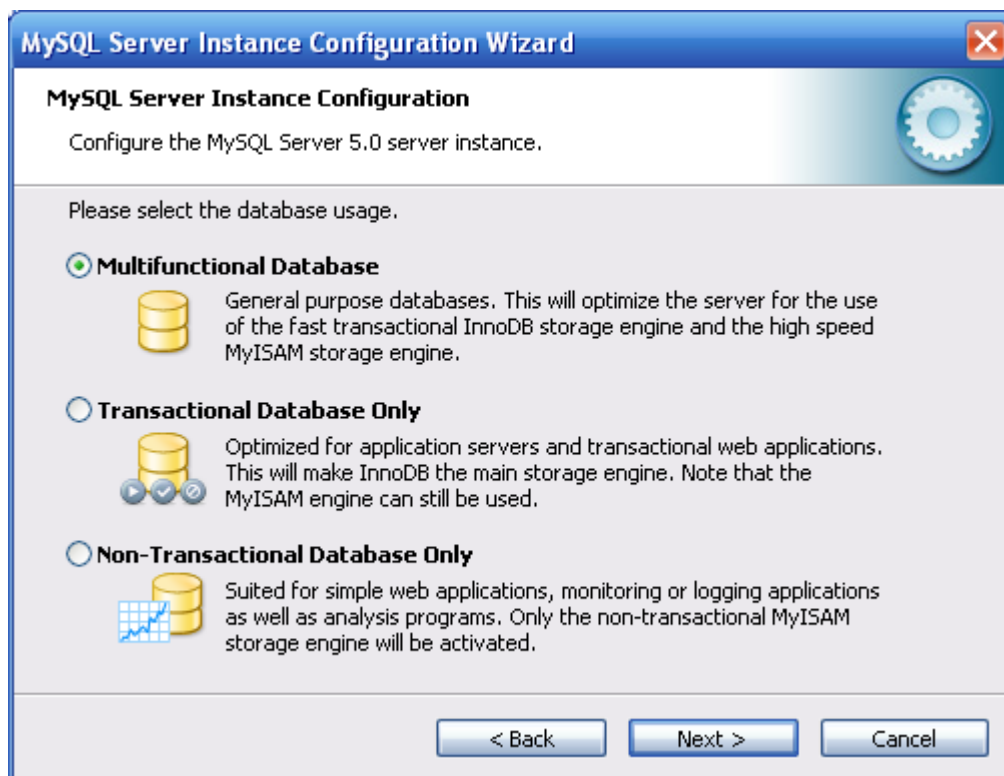 MySQL Server Instance Configuration Wizard
MySQL Server Instance Configuration
Configure the MySQL Server 5.0 server instance.
Please select the database usage.
Multifunctional Database
General purpose databases. This will optimize the server for the use
of the fast transactional InnoDB storage engine and the high speed
MyISAM storage engine.
Transactional Database Only
Optimized for application servers and transactional web applications.
This will make InnoDB the main storage engine. Note that the
MyISAM engine can still be used.
Non-Transactional Database Only
Suited for simple web applications, monitoring or logging applications
as well as analysis programs. Only the non-transactional MyISAM
storage engine will be activated.
< Back Next > Cancel